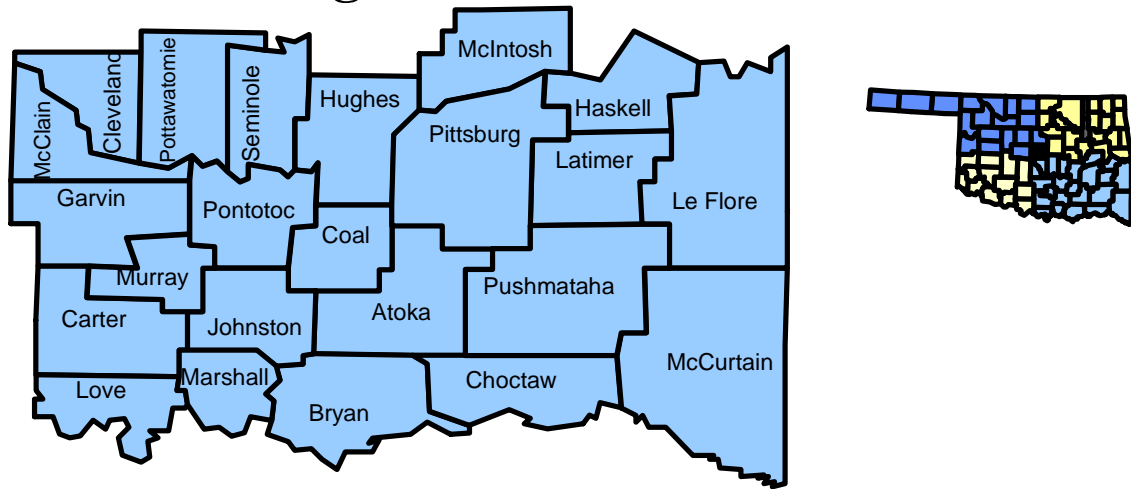 McIntosh
Cleveland
Pottawatomie
Seminole
Hughes
Haskell
McClain
Pittsburg
Latimer
Garvin
Pontotoc
Le Flore
Coal
Murray
Pushmataha
Carter
Johnston
Atoka
McCurtain
Love
Marshall
Choctaw
Bryan